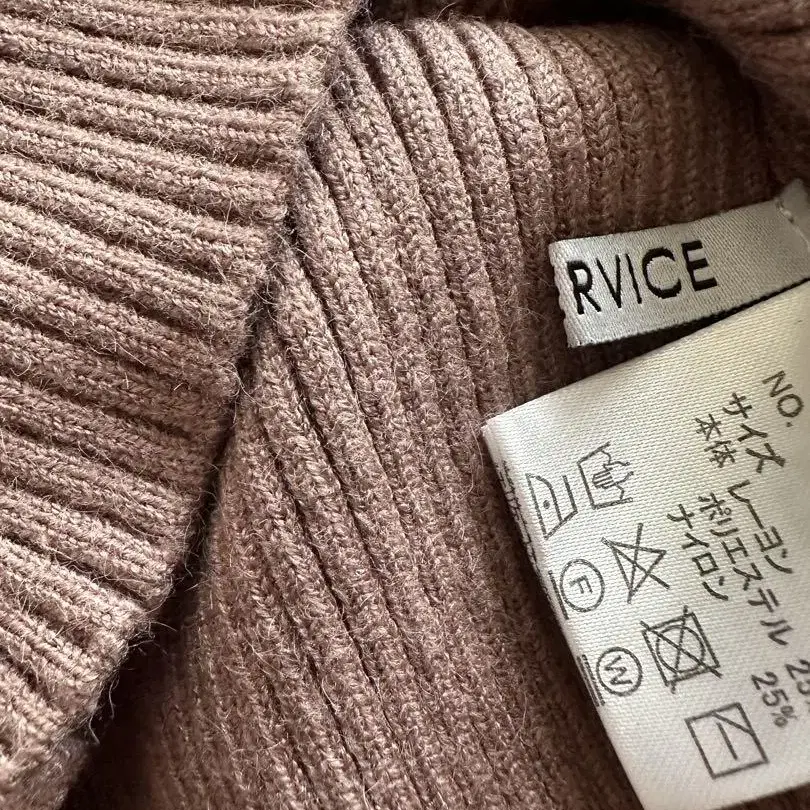 RVICE
NO.
サイズ
本体 レーヨン
ポリエステル 2
ナイロン 25%
F
W